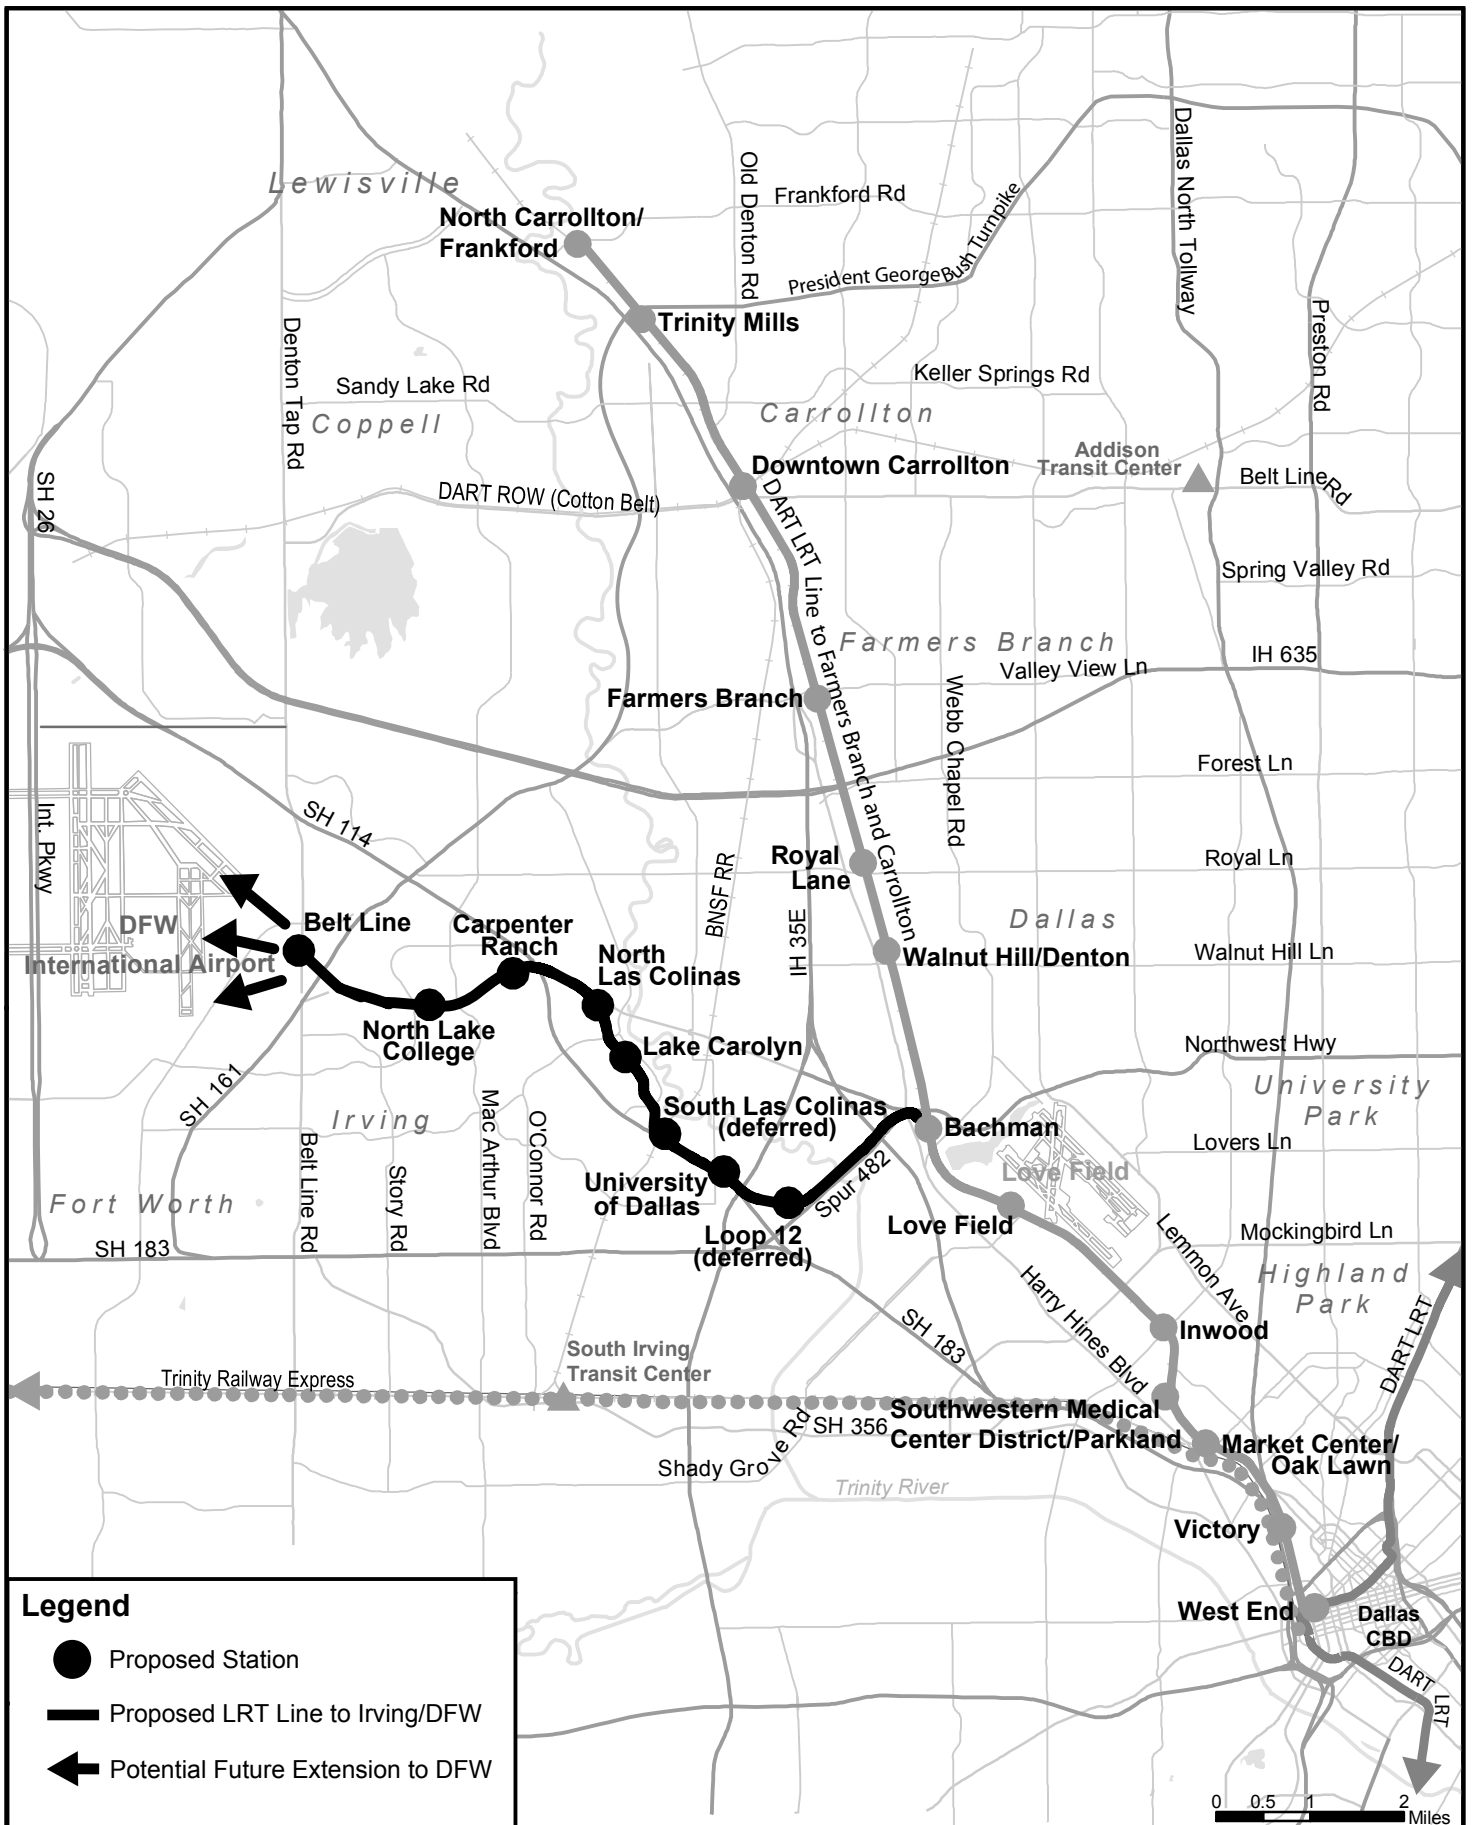 Lewisville
North Carrollton/
Frankford
Old Denton Rd
Frankford Rd
President George Bush Turnpike
Dallas North Tollway
Trinity Mills
Denton Tap Rd
Preston Rd
Sandy Lake Rd
Keller Springs Rd
Coppell
Carrollton
Addison
Transit Center
Downtown Carrollton
Belt Line Rd
SH 26
DART ROW (Cotton Belt)
DART LRT Line to Farmers Branch and Carrollton
Spring Valley Rd
Farmers Branch
IH 635
Valley View Ln
Farmers Branch
Webb Chapel Rd
Forest Ln
Int. Pkwy
SH 114
Royal
Lane
Royal Ln
BNSF RR
IH 35E
Dallas
DFW
International Airport
Belt Line
Carpenter
Ranch
North
Las Colinas
Walnut Hill/Denton
Walnut Hill Ln
North Lake
College
Lake Carolyn
Northwest Hwy
SH 161
Irving
Mac Arthur Blvd
O'Connor Rd
South Las Colinas
(deferred)
Bachman
University
Park
Lovers Ln
Belt Line Rd
Story Rd
University
of Dallas
Spur 482
Love Field
Fort Worth
Love Field
Loop 12
(deferred)
Lemmon Ave
Mockingbird Ln
SH 183
Highland
Park
Harry Hines Blvd
SH 183
Inwood
DART LRT
South Irving
Transit Center
Trinity Railway Express
Southwestern Medical
Center District/Parkland
SH 356
Shady Grove Rd
Market Center/
Oak Lawn
Trinity River
Victory
West End
Dallas
CBD
DART LRT
Legend
Proposed Station
Proposed LRT Line to Irving/DFW
Potential Future Extension to DFW
0 0.5 1 2
Miles